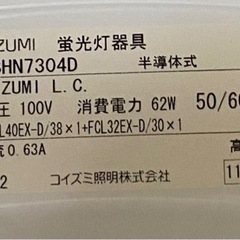 ZUMI 蛍光灯器具
HN7304D 半導体式
ZUMI L.C.
圧 100V 消費電力 62W 50/60
L40EX-D/38×1+FCL32EX-D/30×1
流 0.63A 高
2 コイズミ照明株式会社 11